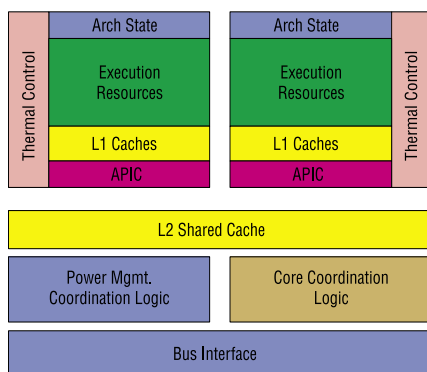 Thermal Control
Arch State
Execution
Resources
L1 Caches
APIC
Arch State
Execution
Resources
L1 Caches
APIC
Thermal Control
L2 Shared Cache
Power Mgmt.
Coordination Logic
Core Coordination
Logic
Bus Interface